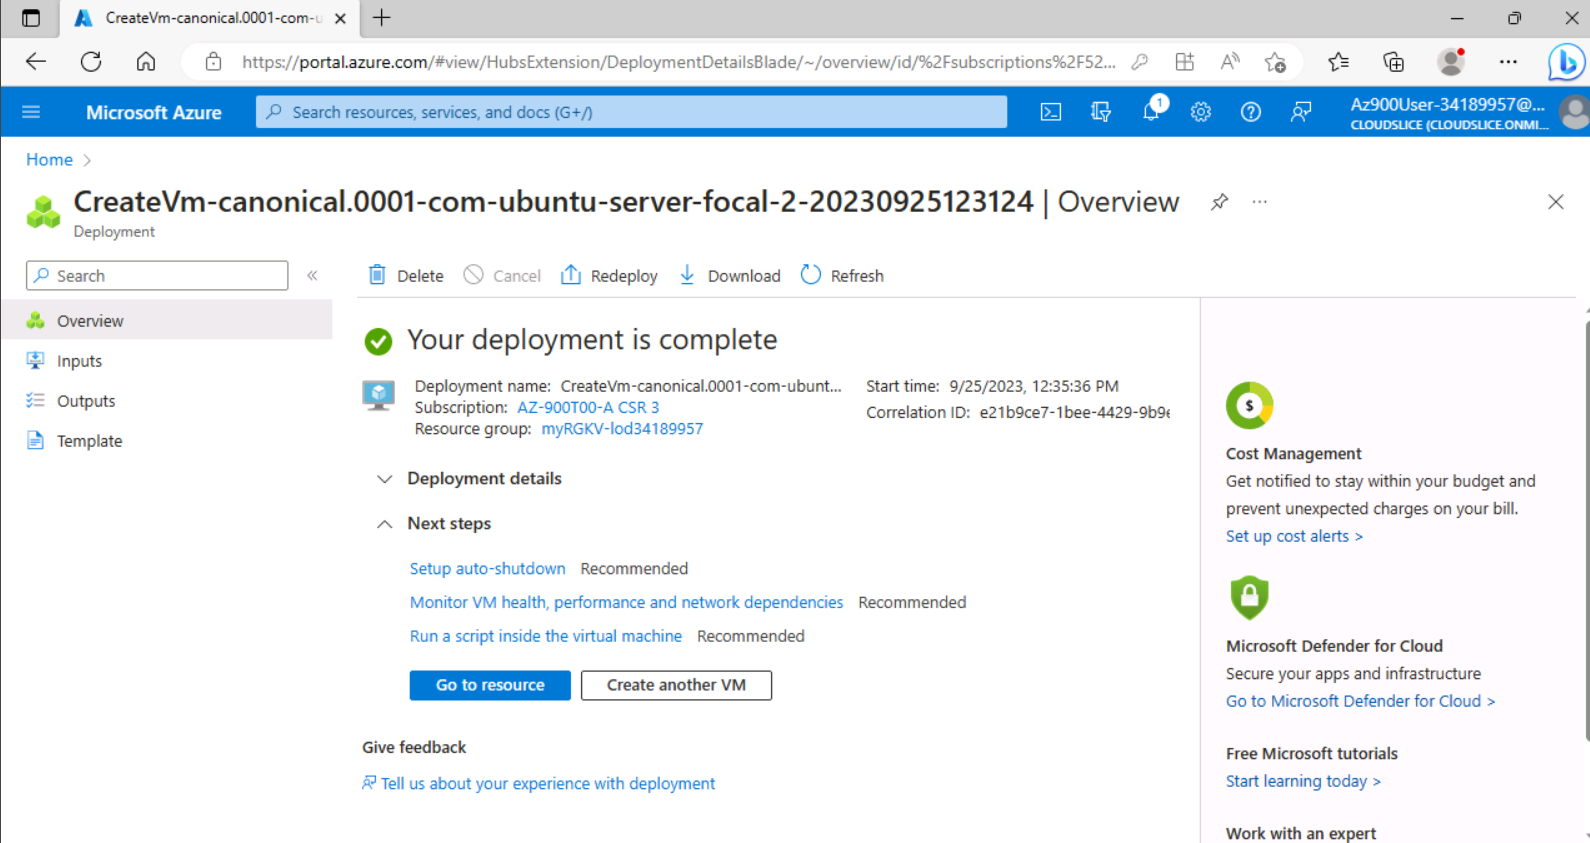 CreateVm-canonical.0001-com-u
https://portal.azure.com/#view/HubsExtension/DeploymentDetailsBlade/~/overview/id/%2Fsubscriptions%2F52...
Microsoft Azure
Search resources, services, and docs (G+/)
1
Az900User-34189957@...
CLOUDSLICE (CLOUDSLICE.ONMI...
Home >
CreateVm-canonical.0001-com-ubuntu-server-focal-2-20230925123124 | Overview
Deployment
Search
Overview
Inputs
Outputs
Template
Delete Cancel Redeploy Download Refresh
Your deployment is complete
Deployment name: CreateVm-canonical.0001-com-ubunt...
Subscription: AZ-900T00-A CSR 3
Resource group: myRGKV-lod34189957
Start time: 9/25/2023, 12:35:36 PM
Correlation ID: e21b9ce7-1bee-4429-9b9e
Deployment details
Next steps
Setup auto-shutdown Recommended
Monitor VM health, performance and network dependencies Recommended
Run a script inside the virtual machine Recommended
Go to resource Create another VM
Give feedback
Tell us about your experience with deployment
$
Cost Management
Get notified to stay within your budget and
prevent unexpected charges on your bill.
Set up cost alerts >
Microsoft Defender for Cloud
Secure your apps and infrastructure
Go to Microsoft Defender for Cloud >
Free Microsoft tutorials
Start learning today >
Work with an expert